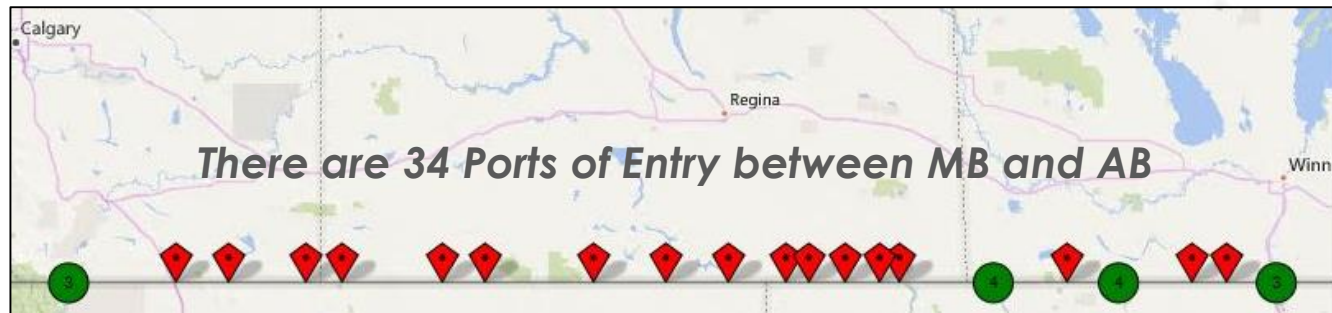 Calgary
Regina
There are 34 Ports of Entry between MB and AB
Winn
3
4
4
3